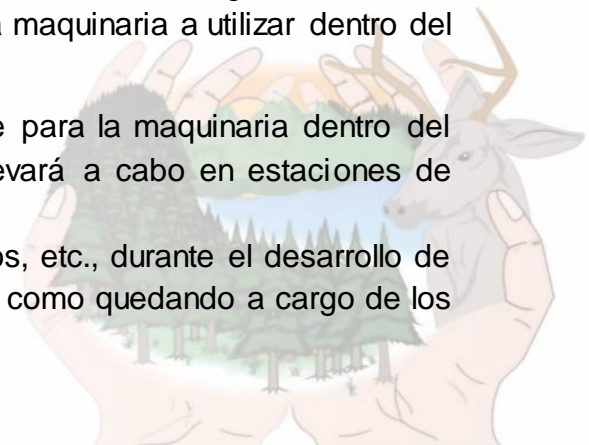 maquinaria a utilizar dentro del
para la maquinaria dentro del
evará a cabo en estaciones de
os, etc., durante el desarrollo de
como quedando a cargo de los